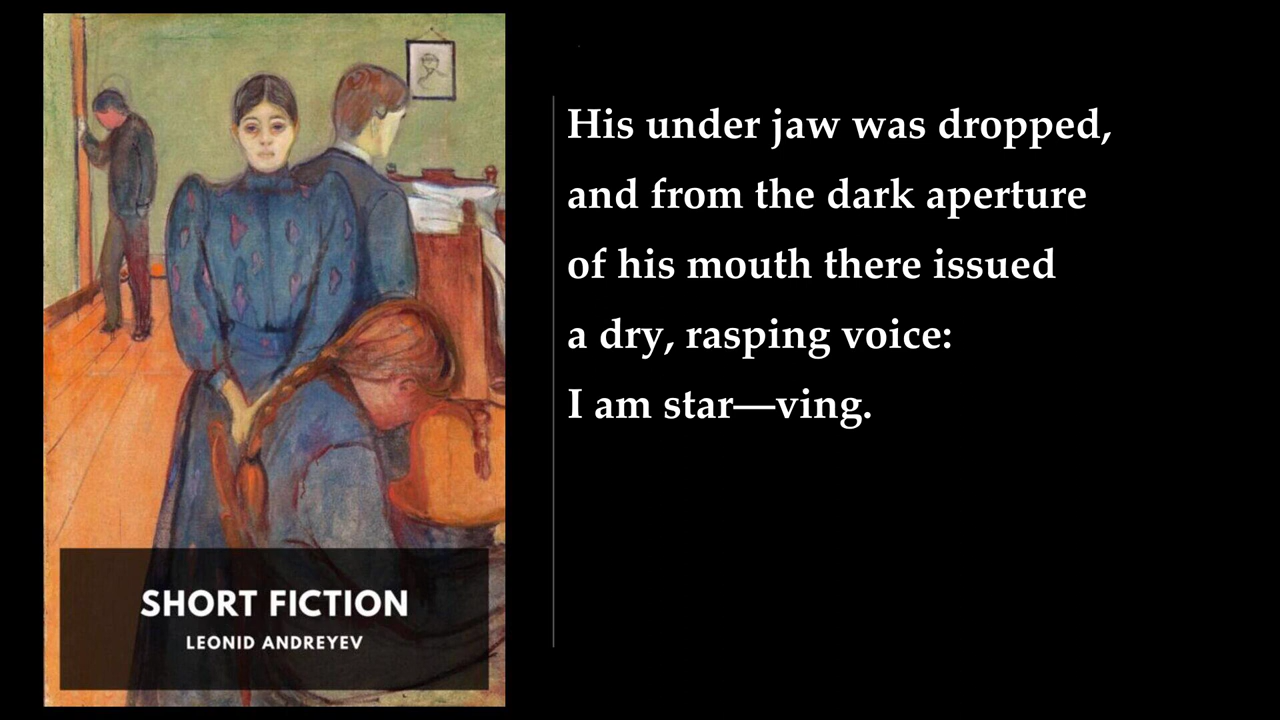 SHORT FICTION
LEONID ANDREYEV
His under jaw was dropped,
and from the dark aperture
of his mouth there issued
a dry, rasping voice:
I am star—ving.